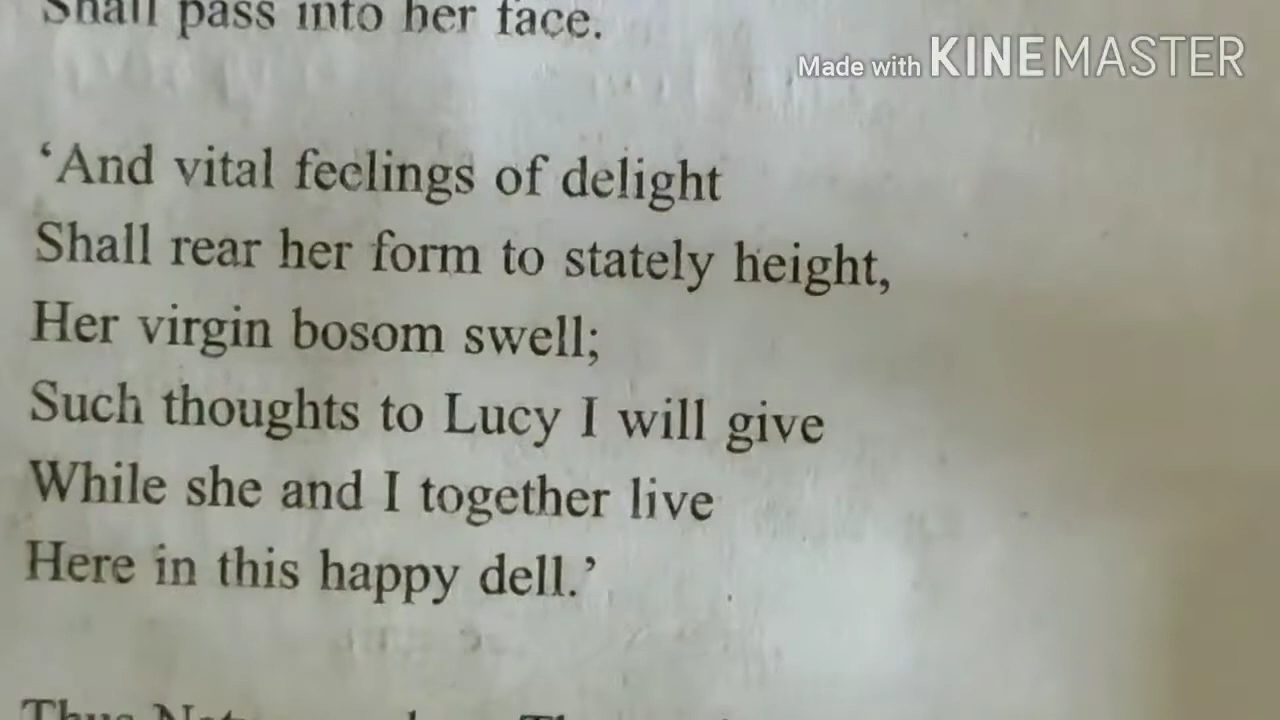 Shall pass into her face.
Made with KINEMASTER
‘And vital feelings of delight
Shall rear her form to stately height,
Her virgin bosom swell;
Such thoughts to Lucy I will give
While she and I together live
Here in this happy dell.’
Thus